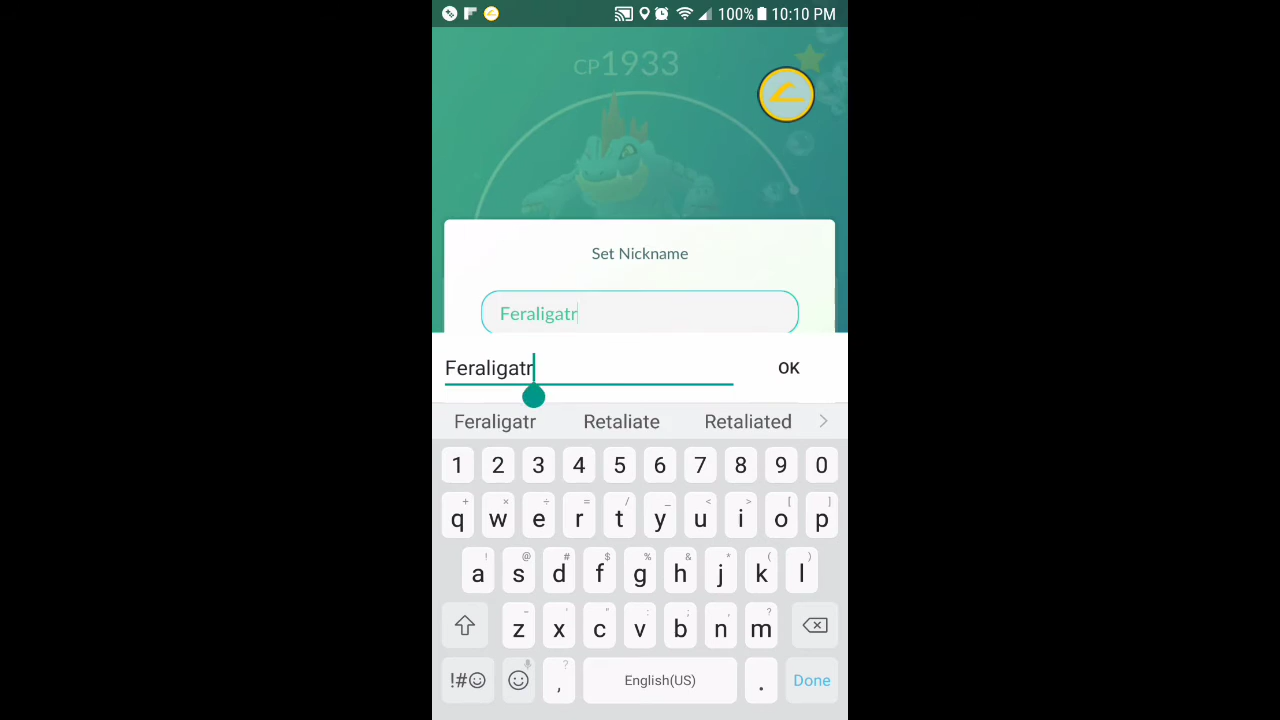 100% 10:10 PM
CP1933
Set Nickname
Feraligatr
Feraligatr OK
Feraligatr Retaliate Retaliated >
1 2 3 4 5 6 7 8 9 0
+ × ÷ = / _ < > [ ]
q w e r t y u i o p
! @ # $ % & * ( )
a s d f g h j k l
- ' " : ; , ?
z x c v b n m
?
!#☺ , English(US) . Done